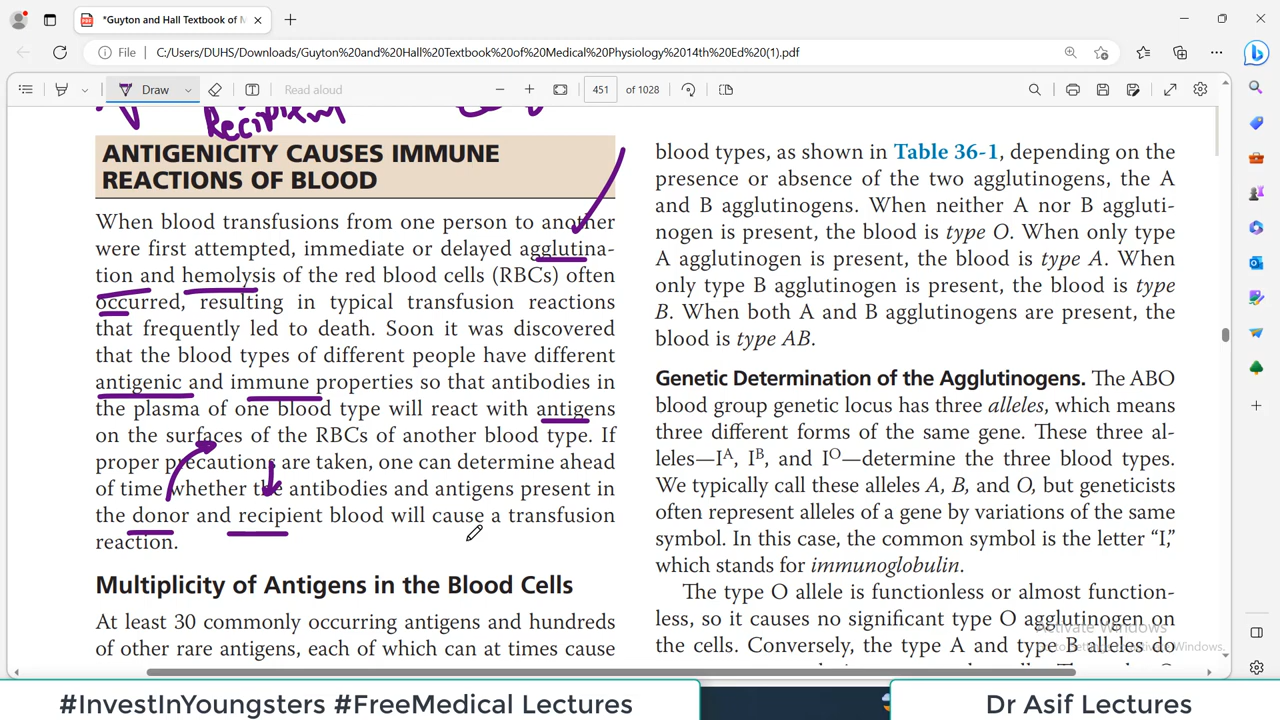 *Guyton and Hall Textbook of M
File
C:/Users/DUHS/Downloads/Guyton%20and%20Hall%20Textbook%20of%20Medical%20Physiology%2014th%20Ed%20(1).pdf
Draw
Read aloud
451 of 1028
Recipient
ANTIGENICITY CAUSES IMMUNE
REACTIONS OF BLOOD
When blood transfusions from one person to another
were first attempted, immediate or delayed agglutina-
tion and hemolysis of the red blood cells (RBCs) often
occurred, resulting in typical transfusion reactions
that frequently led to death. Soon it was discovered
that the blood types of different people have different
antigenic and immune properties so that antibodies in
the plasma of one blood type will react with antigens
on the surfaces of the RBCs of another blood type. If
proper precautions are taken, one can determine ahead
of time whether the antibodies and antigens present in
the donor and recipient blood will cause a transfusion
reaction.
Multiplicity of Antigens in the Blood Cells
At least 30 commonly occurring antigens and hundreds
of other rare antigens, each of which can at times cause
blood types, as shown in Table 36-1, depending on the
presence or absence of the two agglutinogens, the A
and B agglutinogens. When neither A nor B aggluti-
nogen is present, the blood is type O. When only type
A agglutinogen is present, the blood is type A. When
only type B agglutinogen is present, the blood is type
B. When both A and B agglutinogens are present, the
blood is type AB.
Genetic Determination of the Agglutinogens. The ABO
blood group genetic locus has three alleles, which means
three different forms of the same gene. These three al-
leles—Iᴬ, Iᴮ, and Iᴼ—determine the three blood types.
We typically call these alleles A, B, and O, but geneticists
often represent alleles of a gene by variations of the same
symbol. In this case, the common symbol is the letter “I,”
which stands for immunoglobulin.
The type O allele is functionless or almost function-
less, so it causes no significant type O agglutinogen on
the cells. Conversely, the type A and type B alleles do
Activate Windows
Go to Settings to activate Windows.
#InvestInYoungsters #FreeMedical Lectures
Dr Asif Lectures